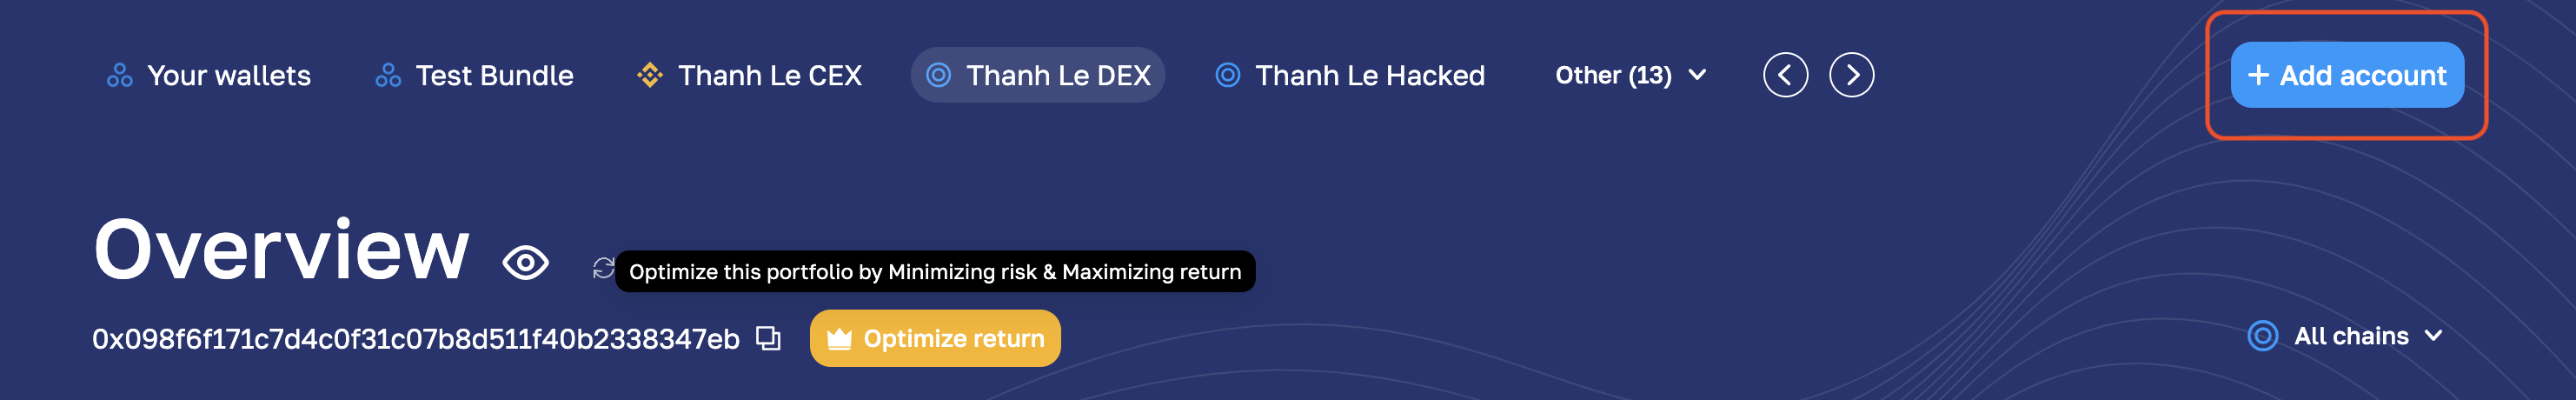 Your wallets Test Bundle Thanh Le CEX Thanh Le DEX Thanh Le Hacked Other (13) + Add account
Overview
Optimize this portfolio by Minimizing risk & Maximizing return
0x098f6f171c7d4c0f31c07b8d511f40b2338347eb Optimize return All chains